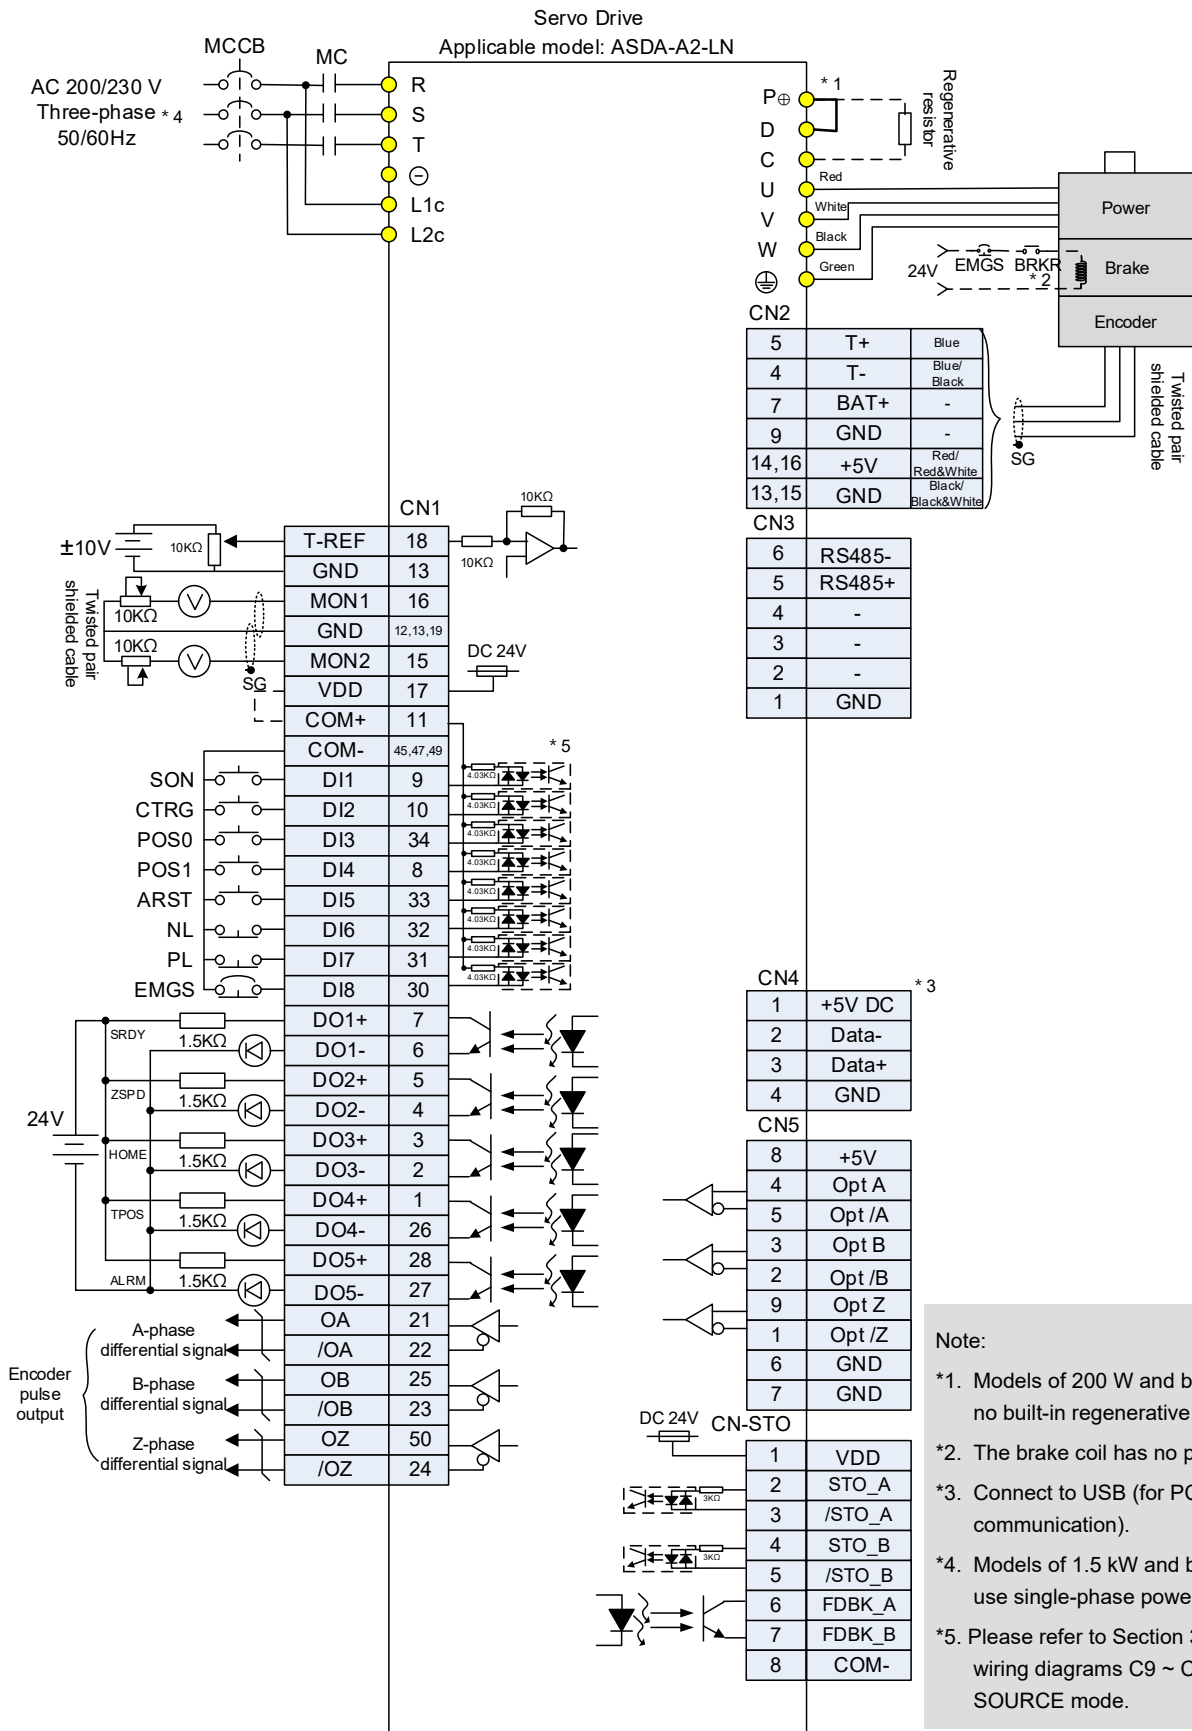 Servo Drive
Applicable model: ASDA-A2-LN
MCCB
MC
AC 200/230 V
Three-phase * 4
50/60Hz
R
S
T
L1c
L2c
* 1
P
D
C
U
V
W
Regenerative
resistor
Red
White
Black
Green
24V
EMGS
BRKR
* 2
Power
Brake
Encoder
CN2
5 T+ Blue
4 T- Blue/
Black
7 BAT+ -
9 GND -
14,16 +5V Red/
Red&White
13,15 GND Black/
Black&White
SG
Twisted pair
shielded cable
CN3
6 RS485-
5 RS485+
4 -
3 -
2 -
1 GND
CN1
±10V
10KΩ
T-REF 18
10KΩ
10KΩ
GND 13
MON1 16
10KΩ
V
GND 12,13,19
10KΩ
V
MON2 15
Twisted pair
shielded cable
SG
DC 24V
VDD 17
COM+ 11
COM- 45,47,49
* 5
SON DI1 9 4.03KΩ
CTRG DI2 10 4.03KΩ
POS0 DI3 34 4.03KΩ
POS1 DI4 8 4.03KΩ
ARST DI5 33 4.03KΩ
NL DI6 32 4.03KΩ
PL DI7 31 4.03KΩ
EMGS DI8 30 4.03KΩ
24V
DO1+ 7
SRDY 1.5KΩ DO1- 6
DO2+ 5
ZSPD 1.5KΩ DO2- 4
DO3+ 3
HOME 1.5KΩ DO3- 2
DO4+ 1
TPOS 1.5KΩ DO4- 26
DO5+ 28
ALRM 1.5KΩ DO5- 27
Encoder
pulse
output
A-phase
differential signal
OA 21
/OA 22
B-phase
differential signal
OB 25
/OB 23
Z-phase
differential signal
OZ 50
/OZ 24
CN4
* 3
1 +5V DC
2 Data-
3 Data+
4 GND
CN5
8 +5V
4 Opt A
5 Opt /A
3 Opt B
2 Opt /B
9 Opt Z
1 Opt /Z
6 GND
7 GND
DC 24V
CN-STO
1 VDD
2 STO_A
3KΩ
3 /STO_A
4 STO_B
3KΩ
5 /STO_B
6 FDBK_A
7 FDBK_B
8 COM-
Note:
*1. Models of 200 W and b
no built-in regenerative
*2. The brake coil has no p
*3. Connect to USB (for PC
communication).
*4. Models of 1.5 kW and b
use single-phase powe
*5. Please refer to Section 3
wiring diagrams C9 ~ C
SOURCE mode.